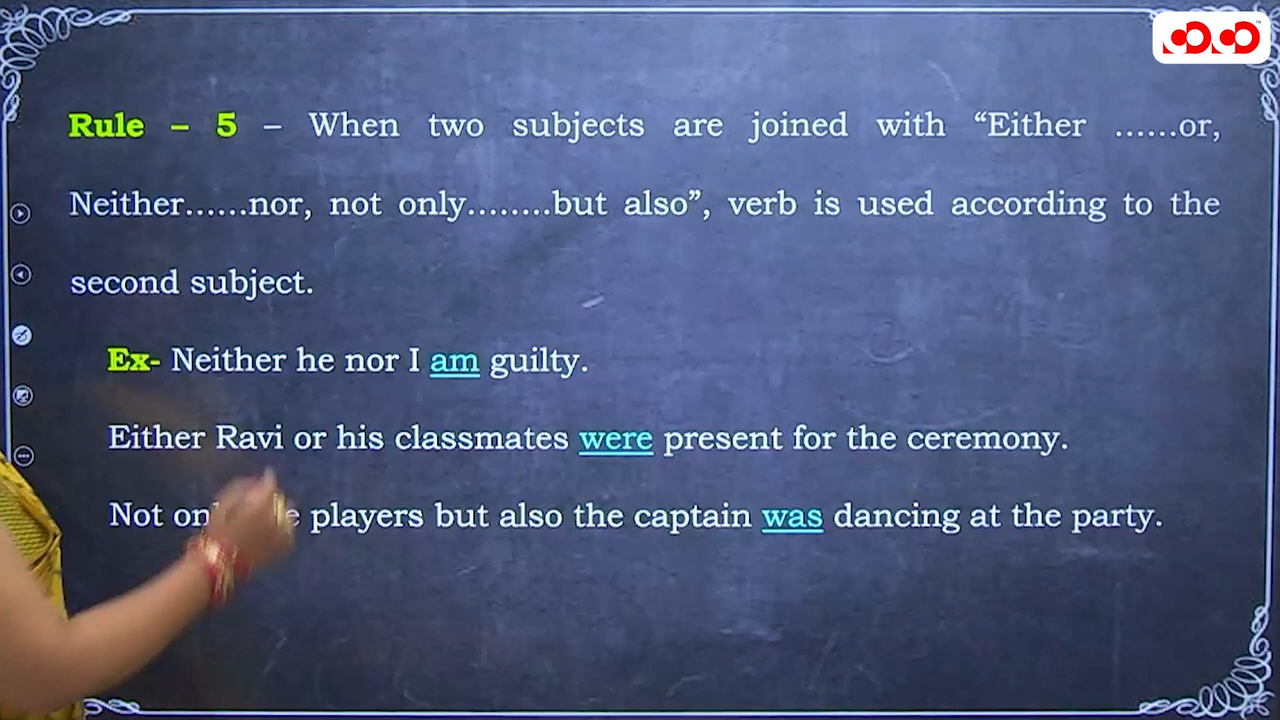 Rule – 5 – When two subjects are joined with “Either ......or,
Neither......nor, not only........but also”, verb is used according to the
second subject.
Ex- Neither he nor I am guilty.
Either Ravi or his classmates were present for the ceremony.
Not players but also the captain was dancing at the party.